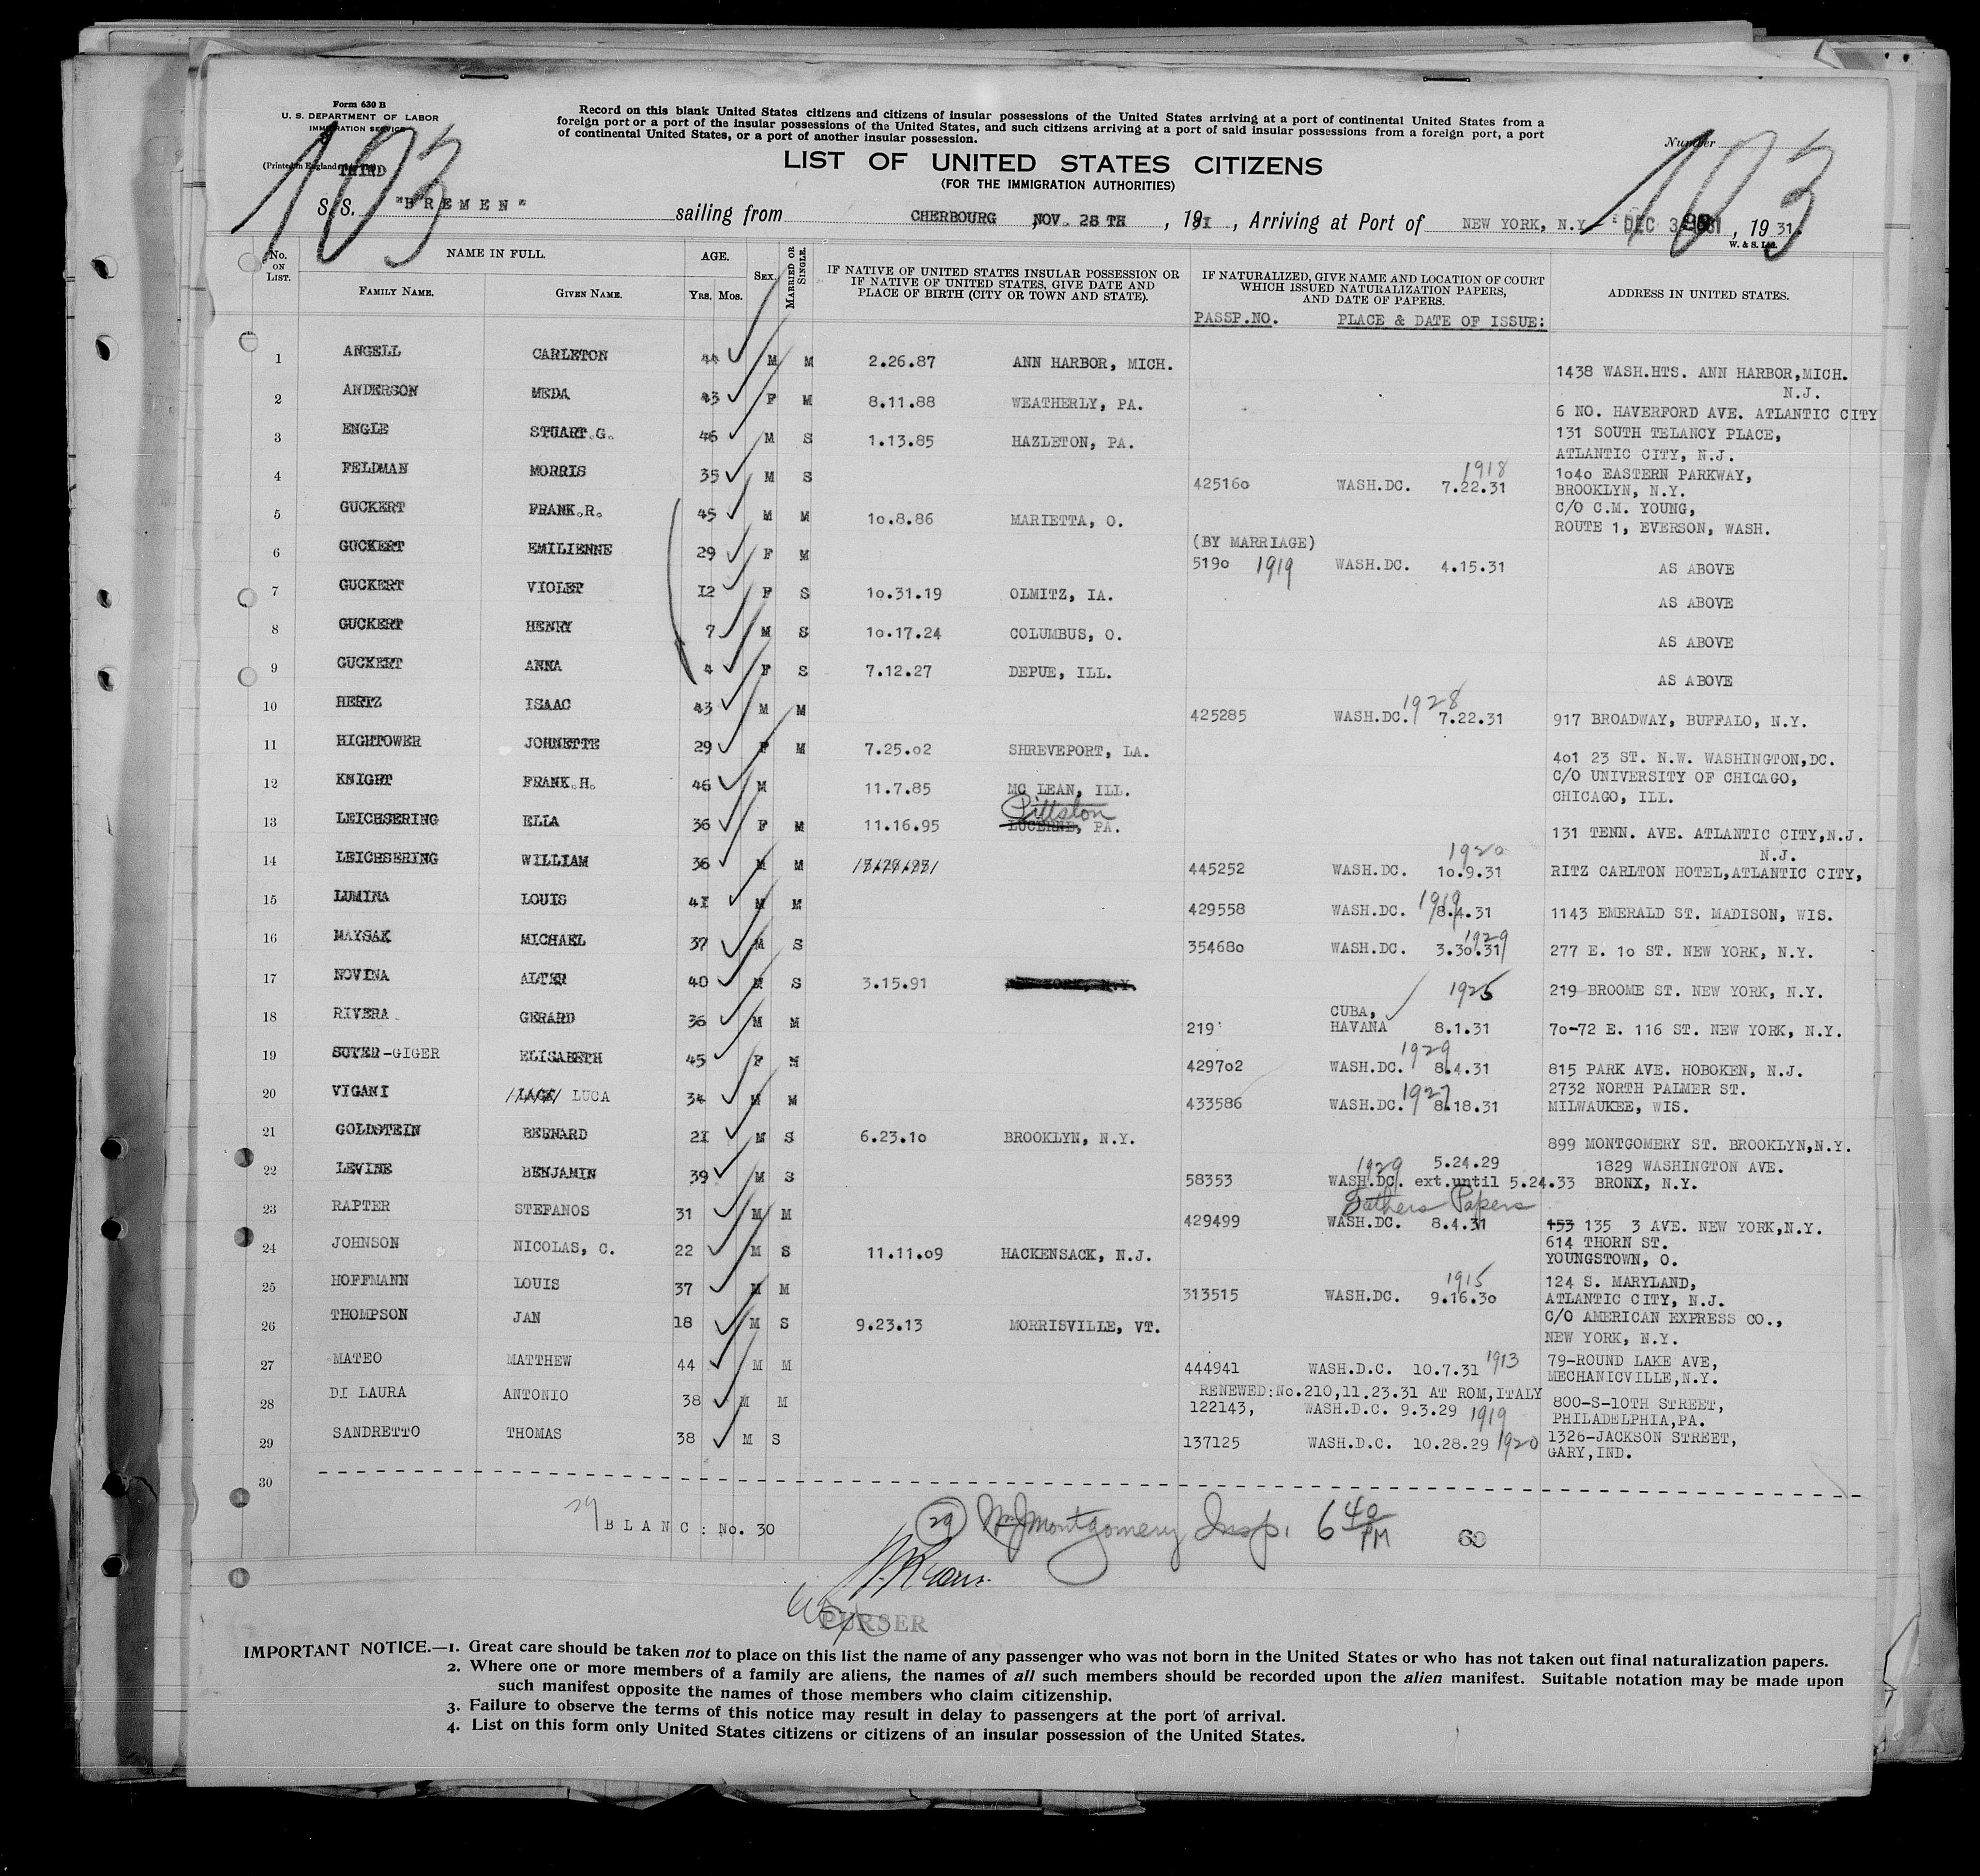 Form 630 B
U. S. DEPARTMENT OF LABOR
IMMIGRATION SERVICE
(Printed in England
THIRD
103
Record on this blank United States citizens and citizens of insular possessions of the United States arriving at a port of continental United States from a
foreign port or a port of the insular possessions of the United States, and such citizens arriving at a port of said insular possessions from a foreign port, a port
of continental United States, or a port of another insular possession.
Number
103
LIST OF UNITED STATES CITIZENS
(FOR THE IMMIGRATION AUTHORITIES)
S. S. "BREMEN" sailing from CHERBOURG NOV. 28 TH, 1931, Arriving at Port of NEW YORK, N.Y. DEC 3 1931, 1931.
W. & S. Ltd.
No. ON LIST. NAME IN FULL. AGE. SEX. MARRIED OR SINGLE. IF NATIVE OF UNITED STATES INSULAR POSSESSION OR IF NATIVE OF UNITED STATES, GIVE DATE AND PLACE OF BIRTH (CITY OR TOWN AND STATE). IF NATURALIZED, GIVE NAME AND LOCATION OF COURT WHICH ISSUED NATURALIZATION PAPERS, AND DATE OF PAPERS. ADDRESS IN UNITED STATES.
FAMILY NAME. GIVEN NAME. Yrs. Mos.
PASSP.NO. PLACE & DATE OF ISSUE:
1 ANGELL CARLETON 44 M M 2.26.87 ANN HARBOR, MICH. 1438 WASH.HTS. ANN HARBOR,MICH.
N.J.
2 ANDERSON MEDA 43 F M 8.11.88 WEATHERLY, PA. 6 NO. HAVERFORD AVE. ATLANTIC CITY
3 ENGLE STUART.G. 46 M S 1.13.85 HAZLETON, PA. 131 SOUTH TELANCY PLACE,
ATLANTIC CITY, N.J.
1918
4 FELDMAN MORRIS 35 M S 425160 WASH.DC. 7.22.31 1040 EASTERN PARKWAY,
BROOKLYN, N.Y.
5 GUCKERT FRANK.R. 45 M M 10.8.86 MARIETTA, O. C/O C.M. YOUNG,
ROUTE 1, EVERSON, WASH.
(BY MARRIAGE)
6 GUCKERT EMILIENNE 29 F M 5190 1919 WASH.DC. 4.15.31 AS ABOVE
7 GUCKERT VIOLET 12 F S 10.31.19 OLMITZ, IA. AS ABOVE
8 GUCKERT HENRY 7 M S 10.17.24 COLUMBUS, O. AS ABOVE
9 GUCKERT ANNA 4 F S 7.12.27 DEPUE, ILL. AS ABOVE
1928
10 HERTZ ISAAC 43 M M 425285 WASH.DC. 7.22.31 917 BROADWAY, BUFFALO, N.Y.
11 HIGHTOWER JOHNETTE 29 F M 7.25.02 SHREVEPORT, LA. 401 23 ST. N.W. WASHINGTON,DC.
12 KNIGHT FRANK.H. 46 M 11.7.85 MC LEAN, ILL. C/O UNIVERSITY OF CHICAGO,
CHICAGO, ILL.
Pittston
13 LEICHSERING ELLA 36 F M 11.16.95 LUCERNE, PA. 131 TENN. AVE. ATLANTIC CITY,N.J.
1920
N.J.
14 LEICHSERING WILLIAM 36 M M 445252 WASH.DC. 10.9.31 RITZ CARLTON HOTEL,ATLANTIC CITY,
1919
15 LUMINA LOUIS 41 M M 429558 WASH.DC. 8.4.31 1143 EMERALD ST. MADISON, WIS.
1929
16 MAYSAK MICHAEL 37 M S 354680 WASH.DC. 3.30.31 277 E. 10 ST. NEW YORK, N.Y.
17 NOVINA ALTER 40 M S 3.15.91 NEW YORK, N.Y. 219 BROOME ST. NEW YORK, N.Y.
1925
CUBA,
18 RIVERA GERARD 36 M M 219 HAVANA 8.1.31 70-72 E. 116 ST. NEW YORK, N.Y.
1929
19 SUTER-GIGER ELISABETH 45 F M 429702 WASH.DC. 8.4.31 815 PARK AVE. HOBOKEN, N.J.
1927
20 VIGANI LUCA 34 M M 433586 WASH.DC. 8.18.31 2732 NORTH PALMER ST.
MILWAUKEE, WIS.
21 GOLDSTEIN BERNARD 21 M S 6.23.10 BROOKLYN, N.Y. 899 MONTGOMERY ST. BROOKLYN,N.Y.
1929 5.24.29
22 LEVINE BENJAMIN 39 M S 58353 WASH.DC. ext.until 5.24.33 1829 WASHINGTON AVE.
BRONX, N.Y.
Fathers Papers
23 RAPTER STEFANOS 31 M M 429499 WASH.DC. 8.4.31 453 135 3 AVE. NEW YORK,N.Y.
24 JOHNSON NICOLAS, C. 22 M S 11.11.09 HACKENSACK, N.J. 614 THORN ST.
YOUNGSTOWN, O.
1915
25 HOFFMANN LOUIS 37 M M 313515 WASH.DC. 9.16.30 124 S. MARYLAND,
ATLANTIC CITY, N.J.
26 THOMPSON JAN 18 M S 9.23.13 MORRISVILLE, VT. C/O AMERICAN EXPRESS CO.,
NEW YORK, N.Y.
27 MATEO MATTHEW 44 M M 444941 WASH.D.C. 10.7.31 1913 79-ROUND LAKE AVE,
MECHANICVILLE,N.Y.
RENEWED:No.210,11.23.31 AT ROM,ITALY
28 DI LAURA ANTONIO 38 M M 122143, WASH.D.C. 9.3.29 1919 800-S-10TH STREET,
PHILADELPHIA,PA.
29 SANDRETTO THOMAS 38 M S 137125 WASH.D.C. 10.28.29 1920 1326-JACKSON STREET,
GARY,IND.
30
29 BLANC: No. 30
29 Wm J Montgomery Insp. 6 40 PM
60
PURSER
IMPORTANT NOTICE.—1. Great care should be taken not to place on this list the name of any passenger who was not born in the United States or who has not taken out final naturalization papers.
2. Where one or more members of a family are aliens, the names of all such members should be recorded upon the alien manifest. Suitable notation may be made upon
such manifest opposite the names of those members who claim citizenship.
3. Failure to observe the terms of this notice may result in delay to passengers at the port of arrival.
4. List on this form only United States citizens or citizens of an insular possession of the United States.